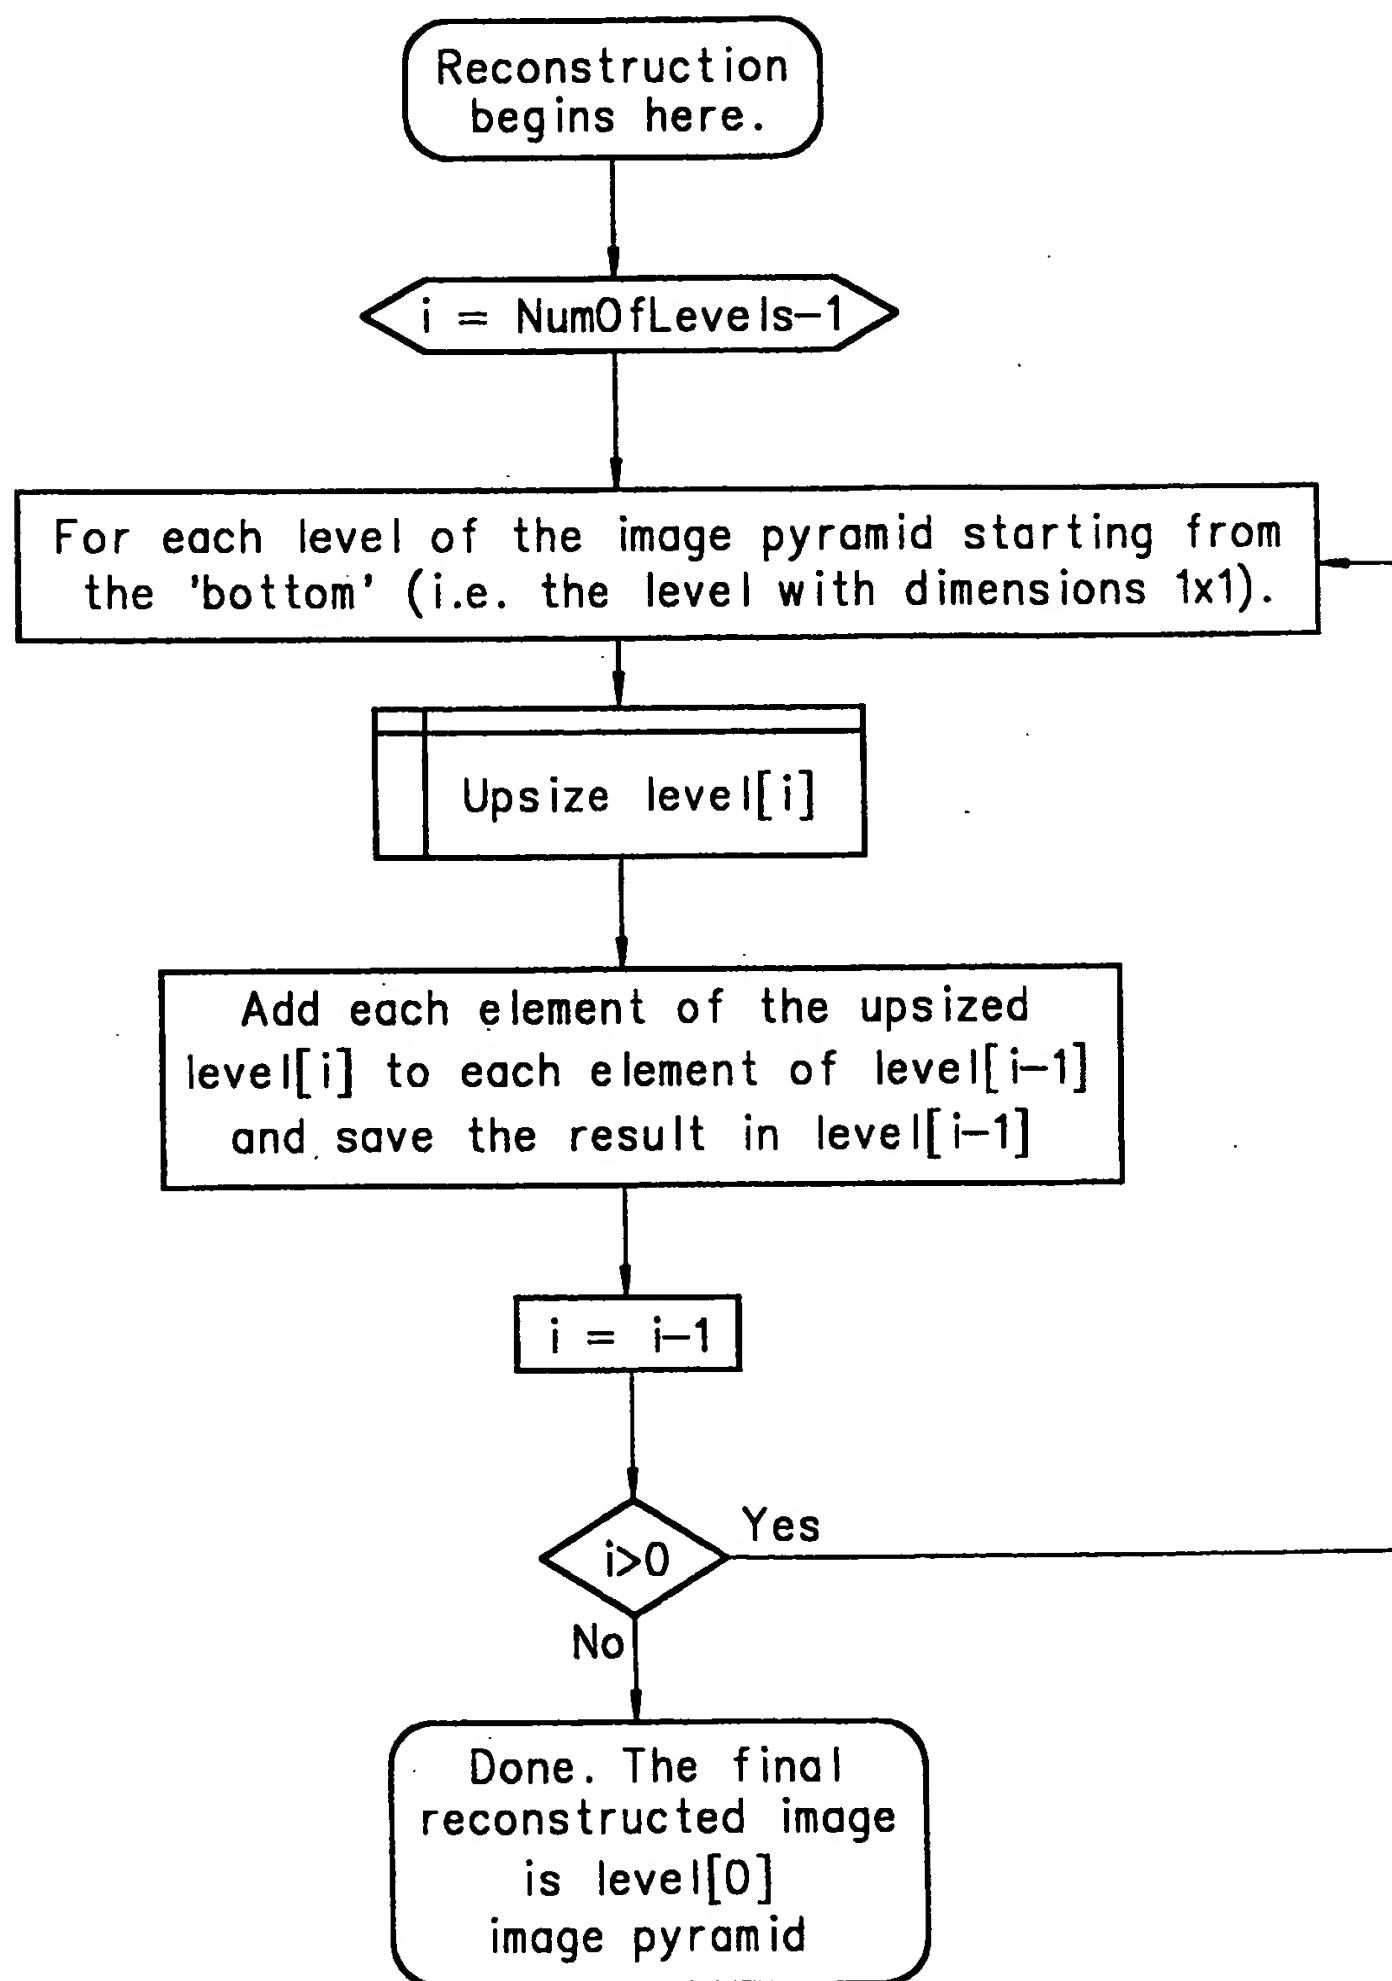 Reconstruction
begins here.
i = NumOfLevels-1
For each level of the image pyramid starting from
the 'bottom' (i.e. the level with dimensions 1x1).
Upsize level[i]
Add each element of the upsized
level[i] to each element of level[i-1]
and save the result in level[i-1]
i = i-1
i>0
Yes
No
Done. The final
reconstructed image
is level[0]
image pyramid